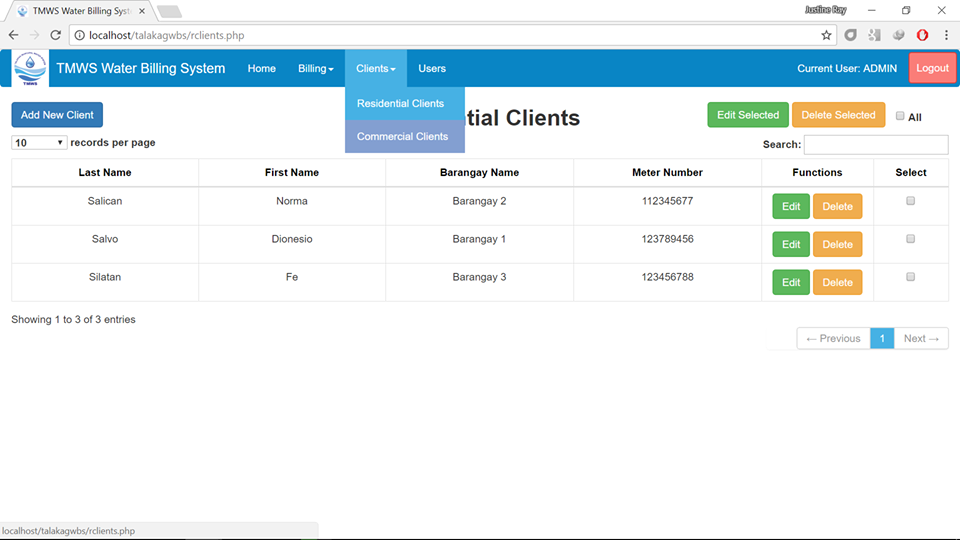 TMWS Water Billing Syst
Justine Ray
localhost/talakagwbs/rclients.php
TMWS
TMWS Water Billing System Home Billing Clients Users Current User: ADMIN Logout
Residential Clients
Commercial Clients
Add New Client tial Clients Edit Selected Delete Selected All
10 records per page Search:
Last Name First Name Barangay Name Meter Number Functions Select
Salican Norma Barangay 2 112345677 Edit Delete
Salvo Dionesio Barangay 1 123789456 Edit Delete
Silatan Fe Barangay 3 123456788 Edit Delete
Showing 1 to 3 of 3 entries
← Previous 1 Next →
localhost/talakagwbs/rclients.php